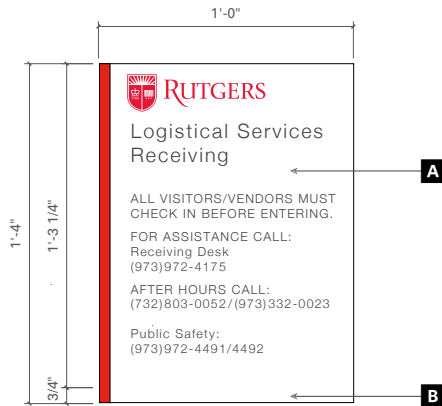 1'-0"
RUTGERS
Logistical Services
Receiving
A
ALL VISITORS/VENDORS MUST
CHECK IN BEFORE ENTERING.
FOR ASSISTANCE CALL:
Receiving Desk
(973)972-4175
AFTER HOURS CALL:
(732)803-0052/(973)332-0023
Public Safety:
(973)972-4491/4492
1'-4"
1'-3 1/4"
3/4"
B